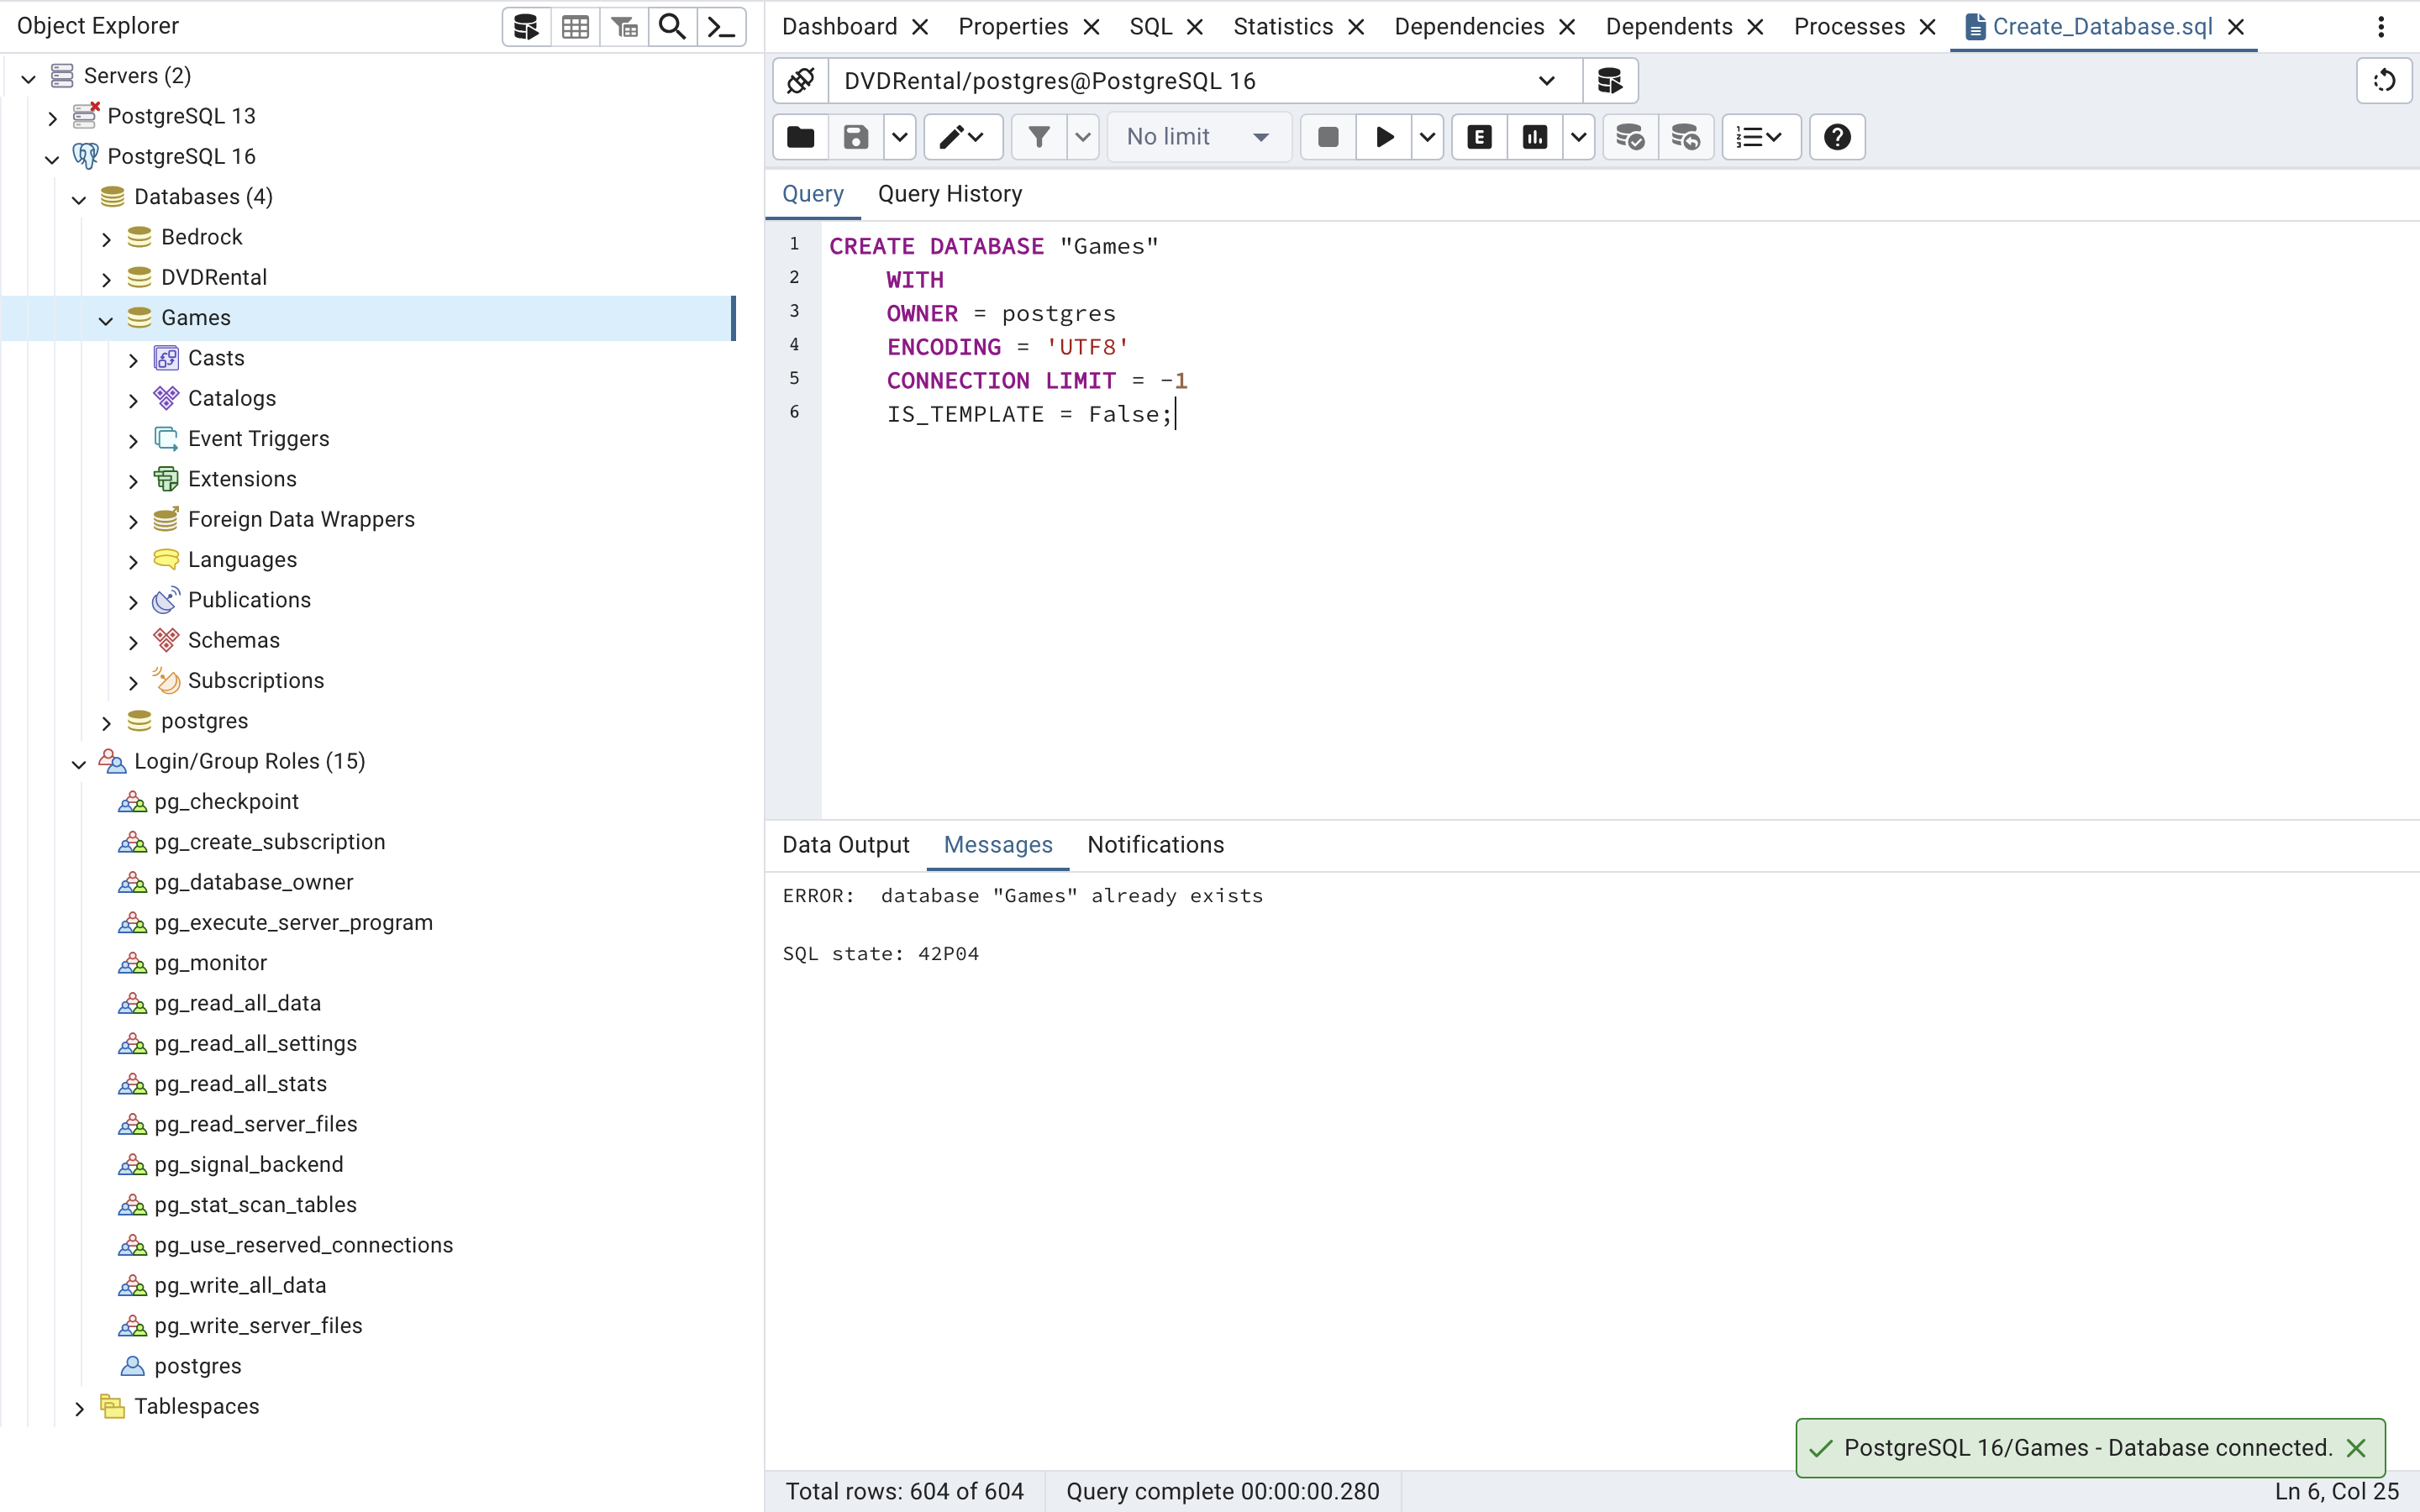 Object Explorer
Servers (2)
PostgreSQL 13
PostgreSQL 16
Databases (4)
Bedrock
DVDRental
Games
Casts
Catalogs
Event Triggers
Extensions
Foreign Data Wrappers
Languages
Publications
Schemas
Subscriptions
postgres
Login/Group Roles (15)
pg_checkpoint
pg_create_subscription
pg_database_owner
pg_execute_server_program
pg_monitor
pg_read_all_data
pg_read_all_settings
pg_read_all_stats
pg_read_server_files
pg_signal_backend
pg_stat_scan_tables
pg_use_reserved_connections
pg_write_all_data
pg_write_server_files
postgres
Tablespaces
Dashboard Properties SQL Statistics Dependencies Dependents Processes Create_Database.sql
DVDRental/postgres@PostgreSQL 16
No limit E
Query Query History
1 CREATE DATABASE "Games"
2 WITH
3 OWNER = postgres
4 ENCODING = 'UTF8'
5 CONNECTION LIMIT = -1
6 IS_TEMPLATE = False;
Data Output Messages Notifications
ERROR: database "Games" already exists
SQL state: 42P04
PostgreSQL 16/Games - Database connected.
Total rows: 604 of 604 Query complete 00:00:00.280 Ln 6, Col 25